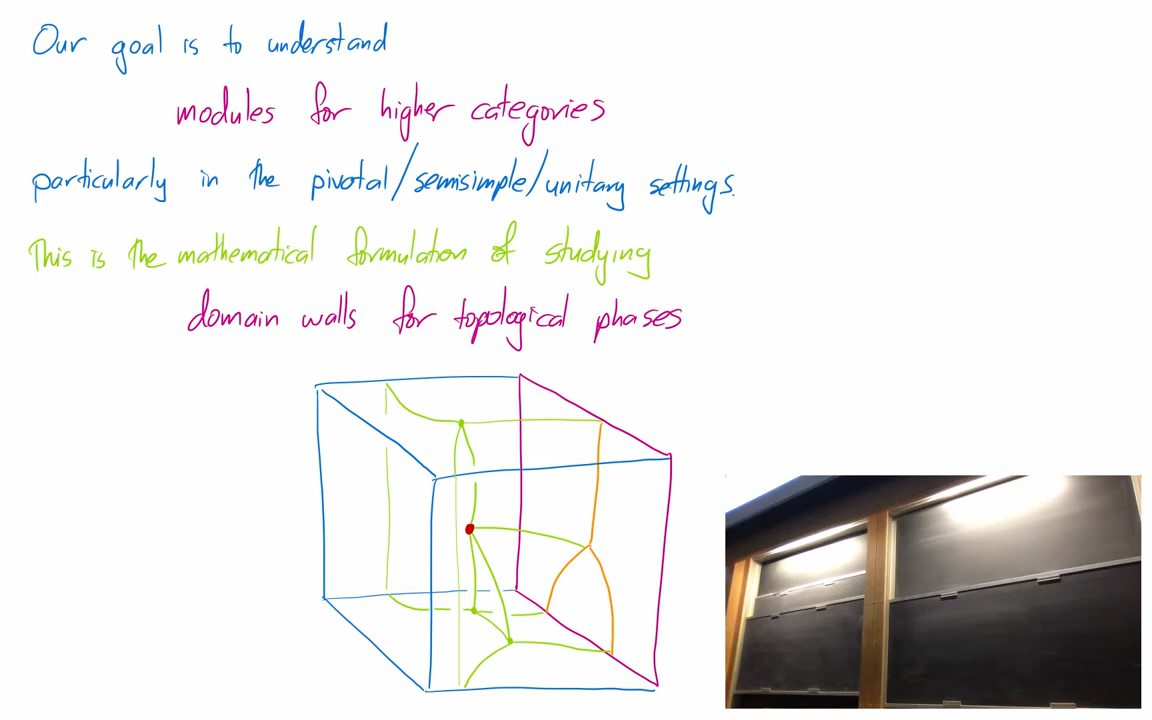 Our goal is to understand
modules for higher categories
particularly in the pivotal/semisimple/unitary settings.
This is the mathematical formulation of studying
domain walls for topological phases